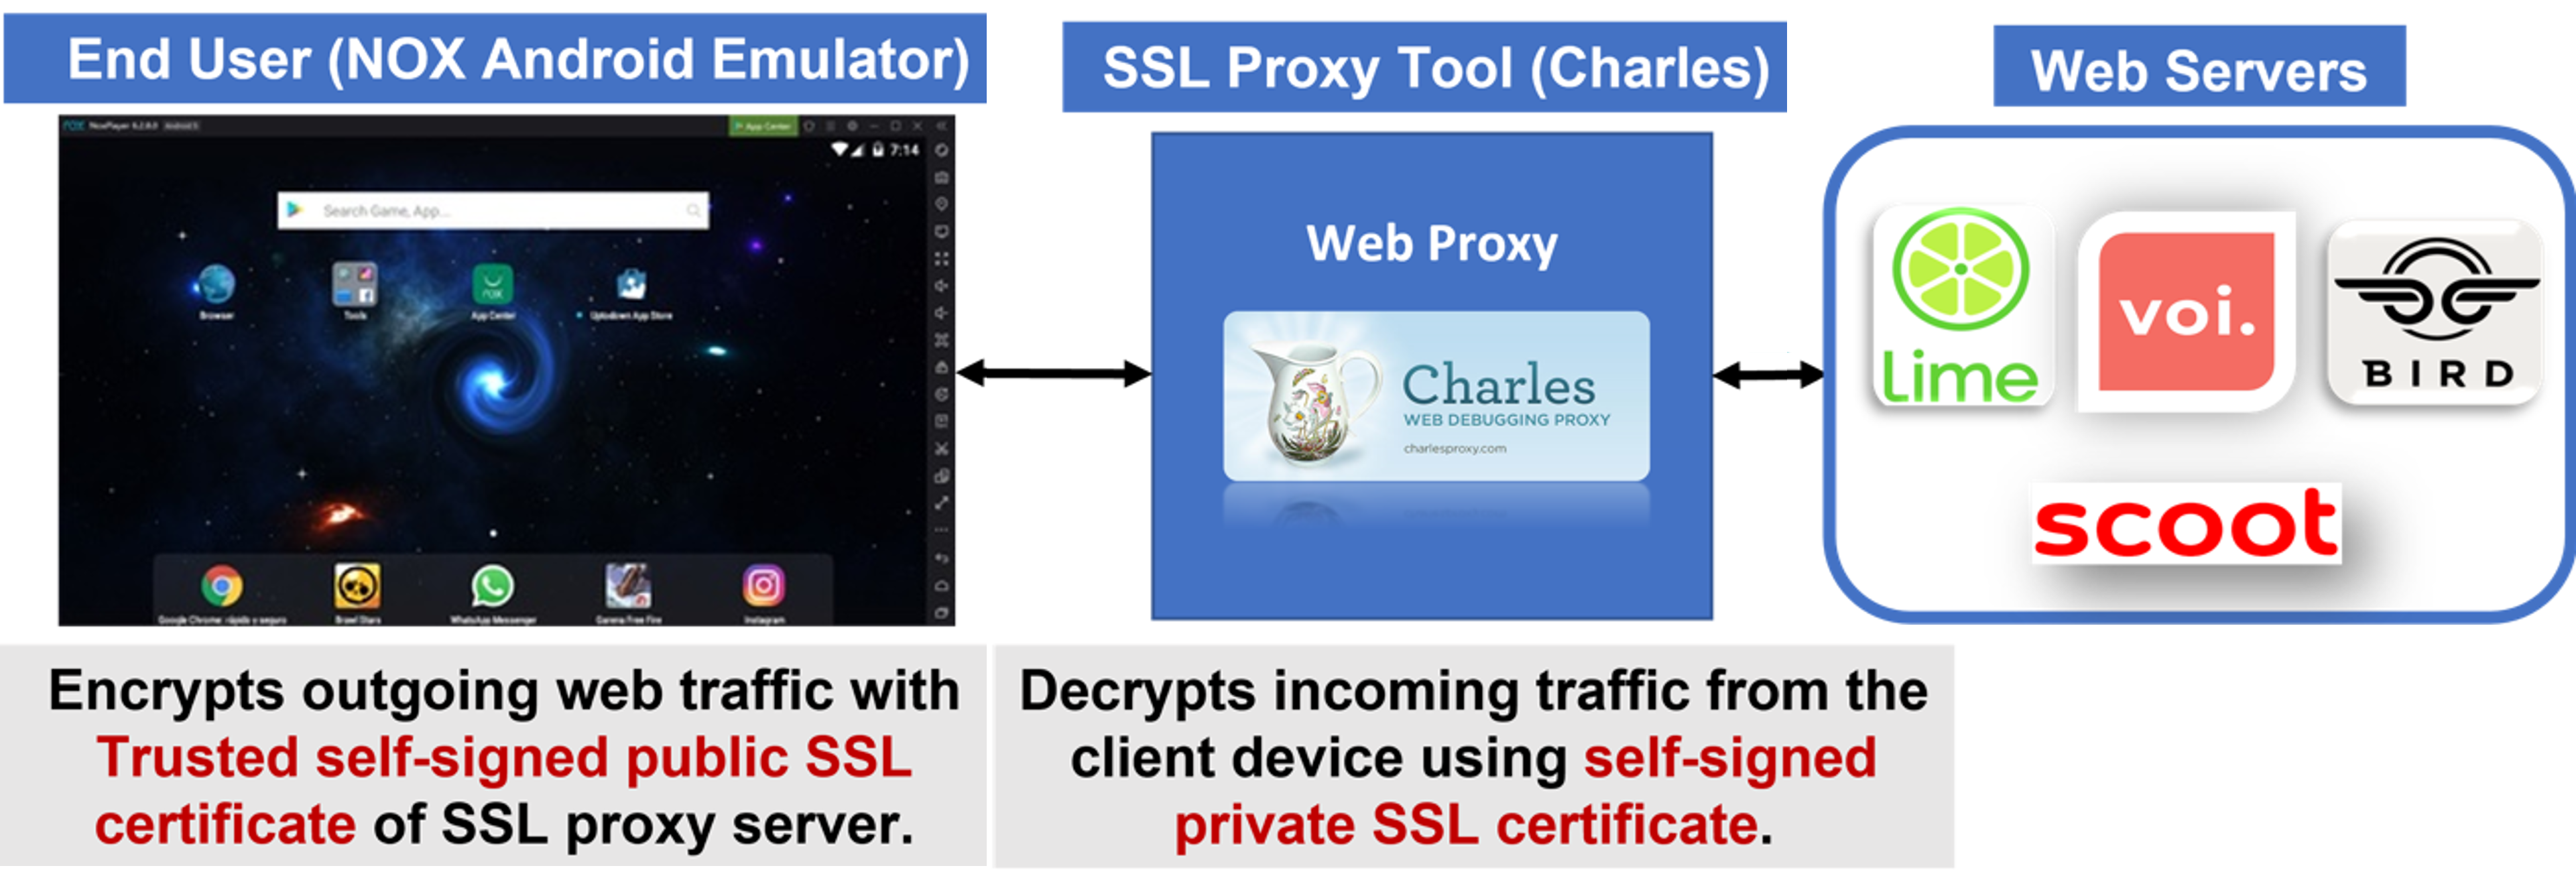 End User (NOX Android Emulator)
SSL Proxy Tool (Charles)
Web Servers
nox NoxPlayer 6.2.8.0 Android 5
App Center
7:14
Search Game, App...
Browser
Tools
App Center
Uptodown App Store
Google Chrome: rápido y seguro
Brawl Stars
WhatsApp Messenger
Garena Free Fire
Instagram
Web Proxy
Charles
WEB DEBUGGING PROXY
charlesproxy.com
Lime
voi.
BIRD
scoot
Encrypts outgoing web traffic with
Trusted self-signed public SSL
certificate of SSL proxy server.
Decrypts incoming traffic from the
client device using self-signed
private SSL certificate.